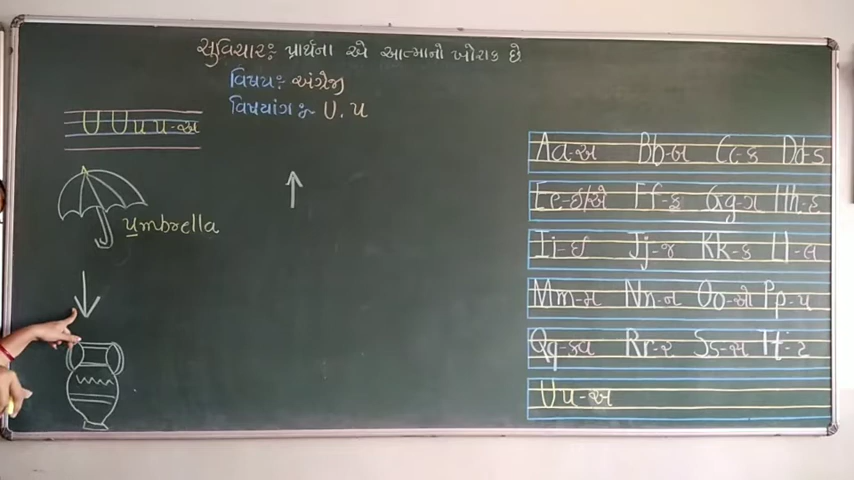 સુવિચાર:- પ્રાર્થના એ આત્માનો ખોરાક છે
વિષય:- અંગ્રેજી
વિષયાંગ:- U. u
U U u u-અ
umbrella
Aa-અ Bb-બ Cc-ક Dd-ડ
Ee-ઈ/એ Ff-ફ Gg-ગ Hh-હ
Ii-ઈ Jj-જ Kk-ક Ll-લ
Mm-મ Nn-ન Oo-ઓ Pp-પ
Qq-ક્વ Rr-ર Ss-સ Tt-ટ
Uu-અ